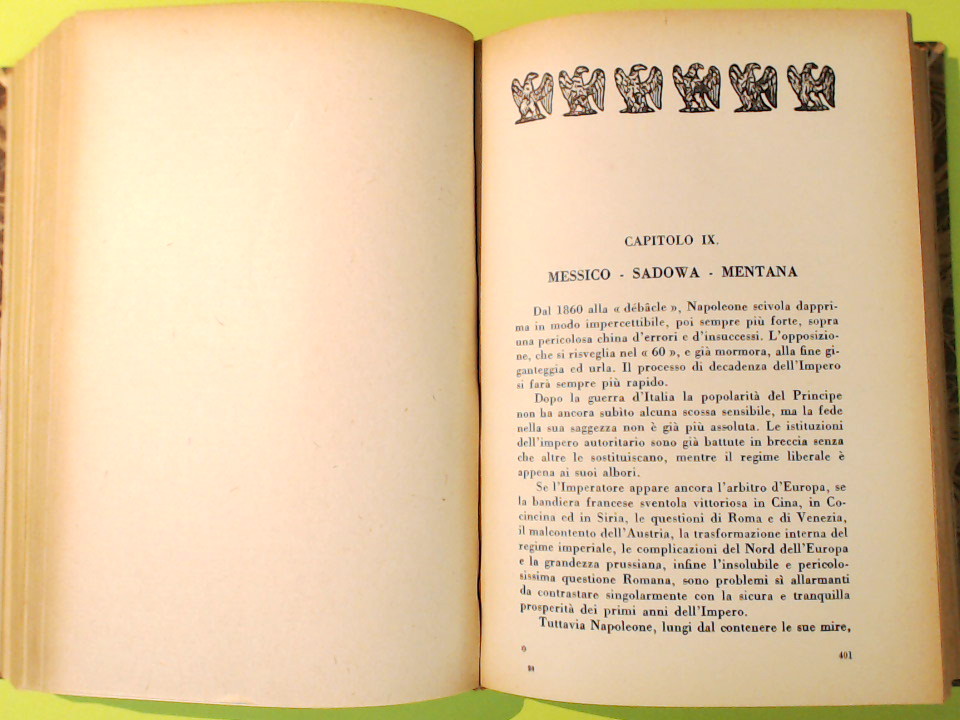 CAPITOLO IX.
MESSICO - SADOWA - MENTANA
Dal 1860 alla « débâcle », Napoleone scivola dappri-
ma in modo impercettibile, poi sempre più forte, sopra
una pericolosa china d'errori e d'insuccessi. L'opposizio-
ne, che si risveglia nel « 60 », e già mormora, alla fine gi-
ganteggia ed urla. Il processo di decadenza dell'Impero
si farà sempre più rapido.
Dopo la guerra d'Italia la popolarità del Principe
non ha ancora subìto alcuna scossa sensibile, ma la fede
nella sua saggezza non è già più assoluta. Le istituzioni
dell'impero autoritario sono già battute in breccia senza
che altre le sostituiscano, mentre il regime liberale è
appena ai suoi albori.
Se l'Imperatore appare ancora l'arbitro d'Europa, se
la bandiera francese sventola vittoriosa in Cina, in Co-
cincina ed in Siria, le questioni di Roma e di Venezia,
il malcontento dell'Austria, la trasformazione interna del
regime imperiale, le complicazioni del Nord dell'Europa
e la grandezza prussiana, infine l'insolubile e pericolo-
sissima questione Romana, sono problemi sì allarmanti
da contrastare singolarmente con la sicura e tranquilla
prosperità dei primi anni dell'Impero.
Tuttavia Napoleone, lungi dal contenere le sue mire,
401